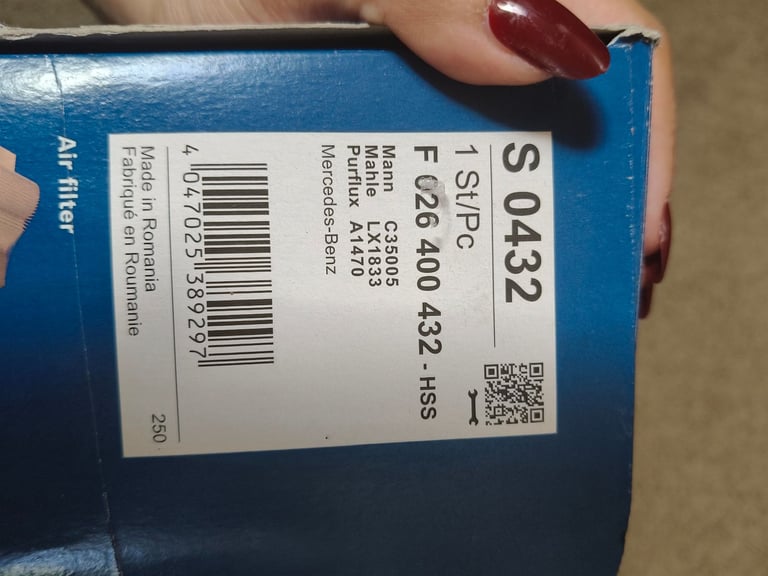 S 0432
1 St/Pc
F 026 400 432 - HSS
Mann C35005
Mahle LX1833
Purflux A1470
Mercedes-Benz
4 047025 389297
Made in Romania
Fabriqué en Roumanie
250
Air filter